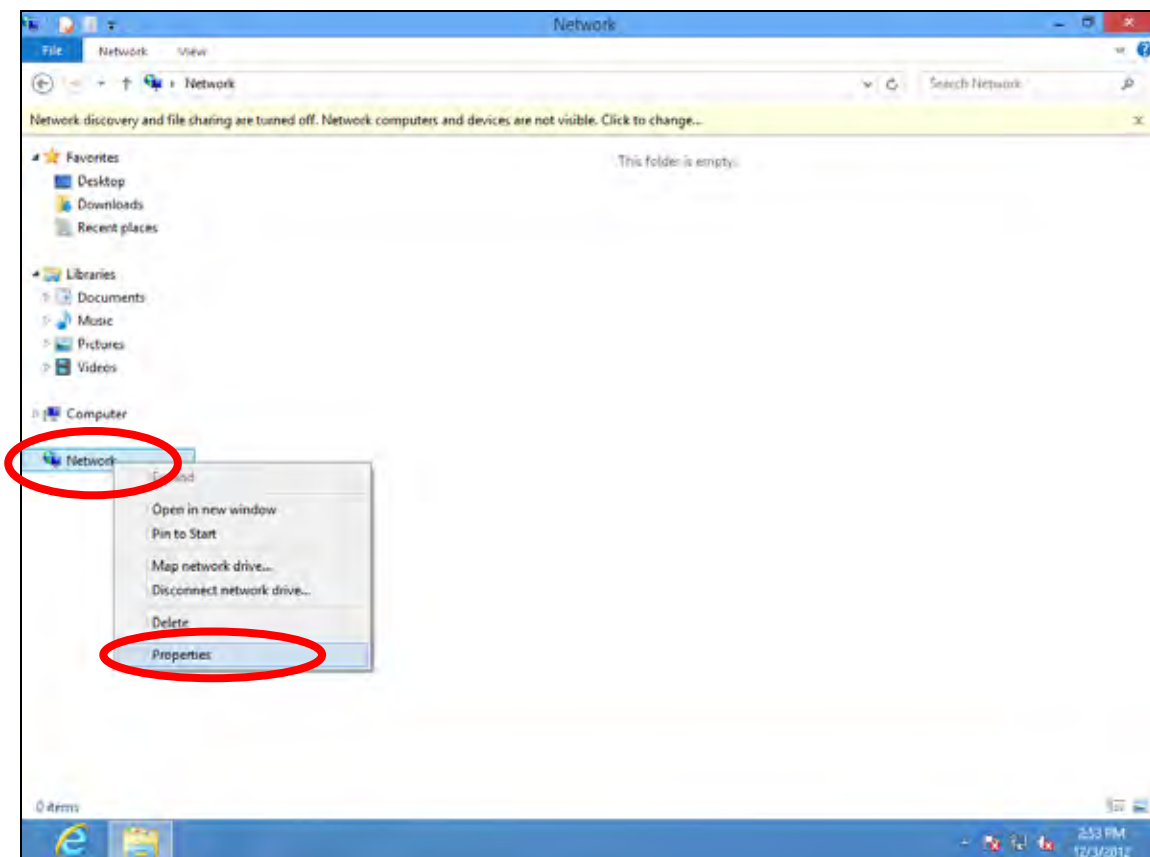 Network
File Network View
Network
Search Network
Network discovery and file sharing are turned off. Network computers and devices are not visible. Click to change...
Favorites
This folder is empty.
Desktop
Downloads
Recent places
Libraries
Documents
Music
Pictures
Videos
Computer
Network
Expand
Open in new window
Pin to Start
Map network drive...
Disconnect network drive...
Delete
Properties
0 items
2:53 PM
12/3/2012